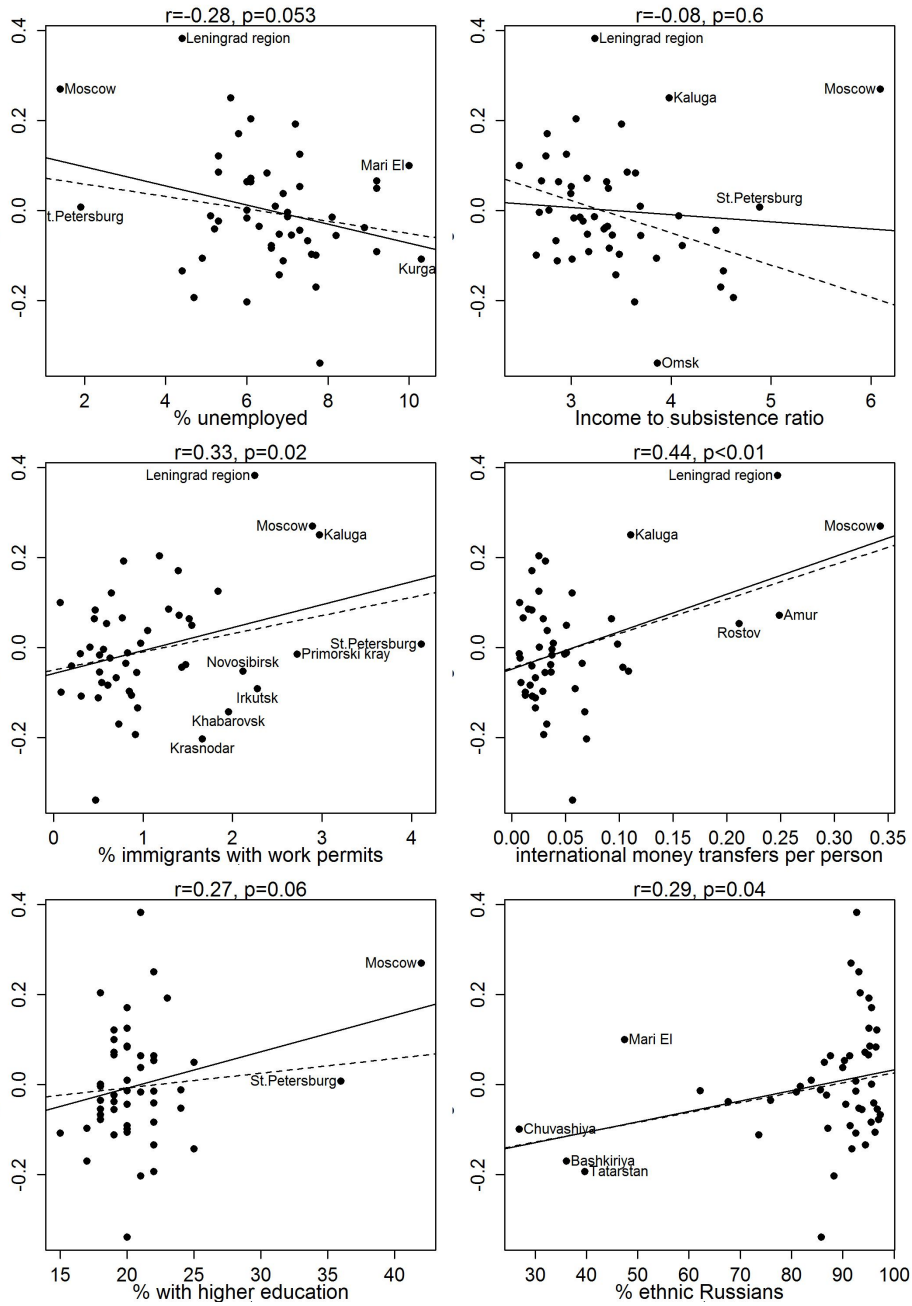 r=-0.28, p=0.053
0.4
0.2
0.0
-0.2
Leningrad region
Moscow
Mari El
t.Petersburg
Kurga
2 4 6 8 10
% unemployed
r=-0.08, p=0.6
0.4
0.2
0.0
-0.2
Leningrad region
Kaluga
Moscow
St.Petersburg
Omsk
3 4 5 6
Income to subsistence ratio
r=0.33, p=0.02
0.4
0.2
0.0
-0.2
Leningrad region
Moscow
Kaluga
St.Petersburg
Primorski kray
Novosibirsk
Irkutsk
Khabarovsk
Krasnodar
0 1 2 3 4
% immigrants with work permits
r=0.44, p<0.01
0.4
0.2
0.0
-0.2
Leningrad region
Kaluga
Moscow
Amur
Rostov
0.00 0.05 0.10 0.15 0.20 0.25 0.30 0.35
international money transfers per person
r=0.27, p=0.06
0.4
0.2
0.0
-0.2
Moscow
St.Petersburg
15 20 25 30 35 40
% with higher education
r=0.29, p=0.04
0.4
0.2
0.0
-0.2
Mari El
Chuvashiya
Bashkiriya
Tatarstan
30 40 50 60 70 80 90 100
% ethnic Russians